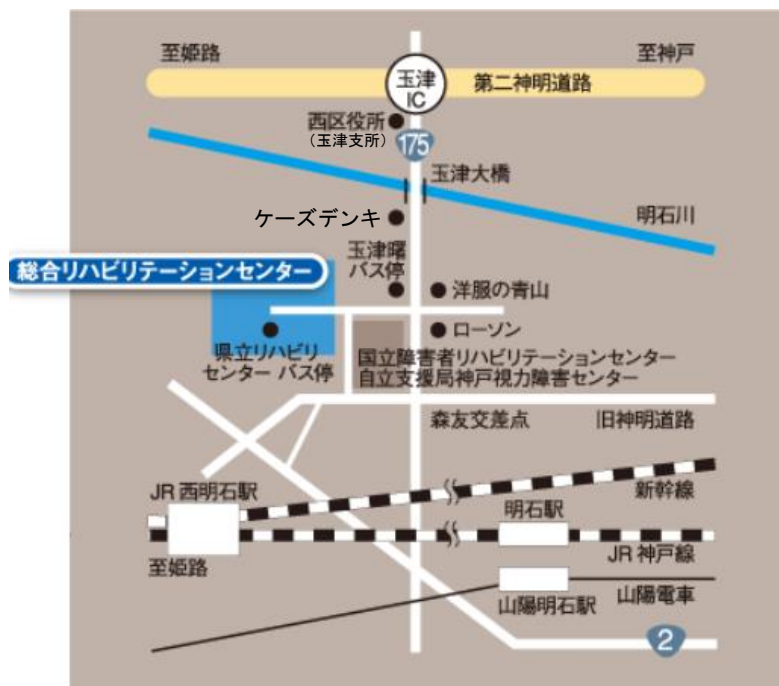 至姫路
至神戸
玉津
IC
第二神明道路
西区役所
（玉津支所）
175
玉津大橋
明石川
ケーズデンキ
総合リハビリテーションセンター
玉津曙
バス停
洋服の青山
ローソン
県立リハビリ
センター バス停
国立障害者リハビリテーションセンター
自立支援局神戸視力障害センター
森友交差点
旧神明道路
JR 西明石駅
新幹線
明石駅
至姫路
JR 神戸線
山陽明石駅
山陽電車
2